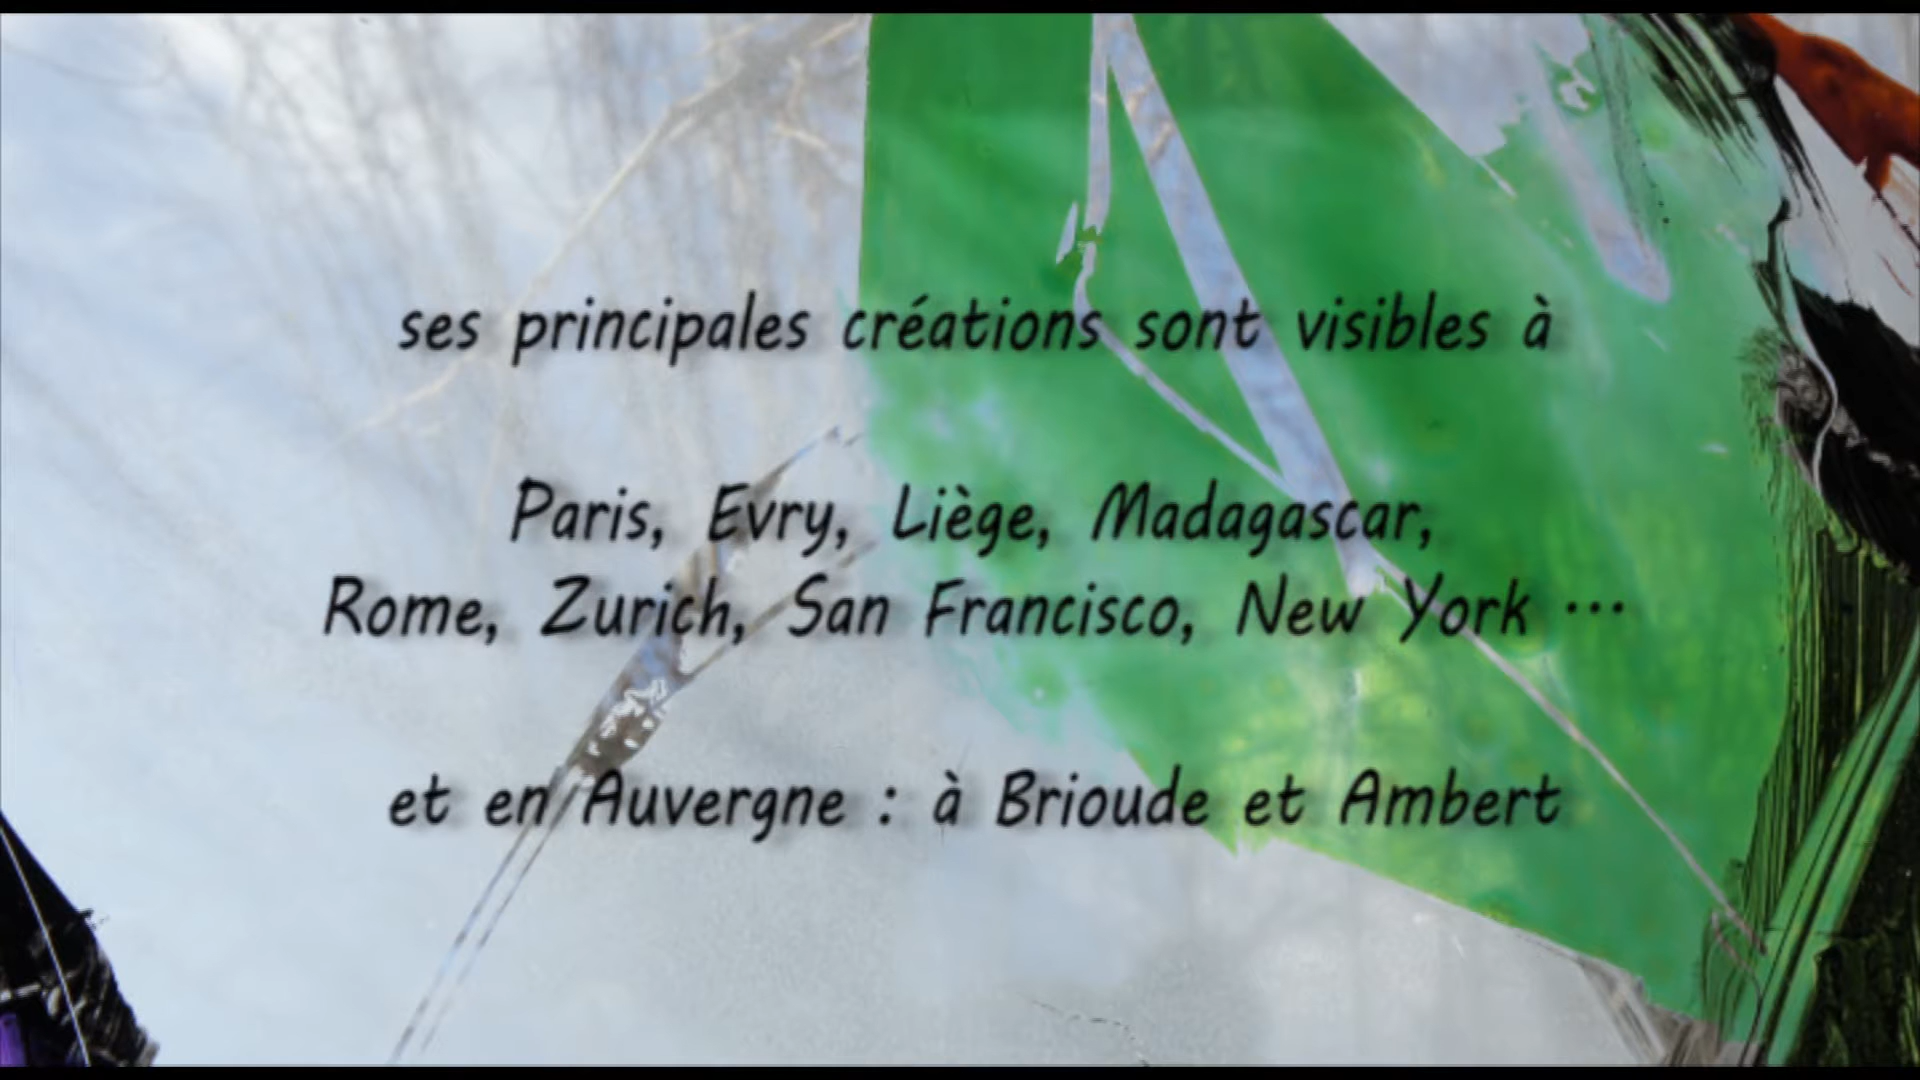 ses principales créations sont visibles à
Paris, Evry, Liège, Madagascar,
Rome, Zurich, San Francisco, New York ...
et en Auvergne : à Brioude et Ambert